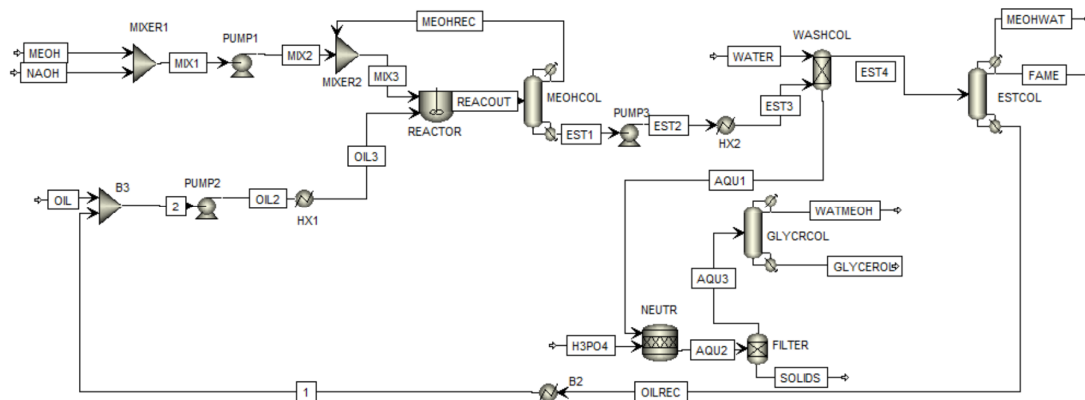 MIXER1
MEOH
NAOH
MIX1
PUMP1
MIX2
MEOHREC
MIXER2
MIX3
REACTOR
REACOUT
MEOHCOL
EST1
PUMP3
EST2
HX2
EST3
WATER
WASHCOL
EST4
MEOHWAT
FAME
ESTCOL
OIL3
OIL
B3
2
PUMP2
OIL2
HX1
AQU1
WATMEOH
GLYCRCOL
GLYCEROL
AQU3
NEUTR
H3PO4
AQU2
FILTER
SOLIDS
1
B2
OILREC